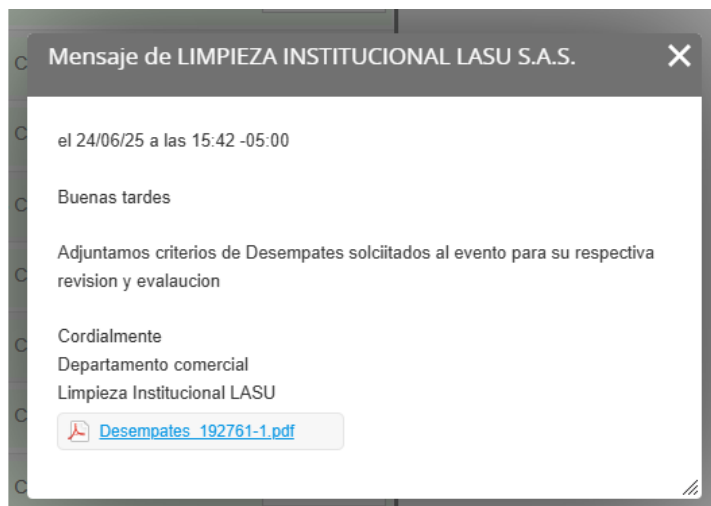 Mensaje de LIMPIEZA INSTITUCIONAL LASU S.A.S.
el 24/06/25 a las 15:42 -05:00
Buenas tardes
Adjuntamos criterios de Desempates solciitados al evento para su respectiva
revision y evalaucion
Cordialmente
Departamento comercial
Limpieza Institucional LASU
Desempates_192761-1.pdf